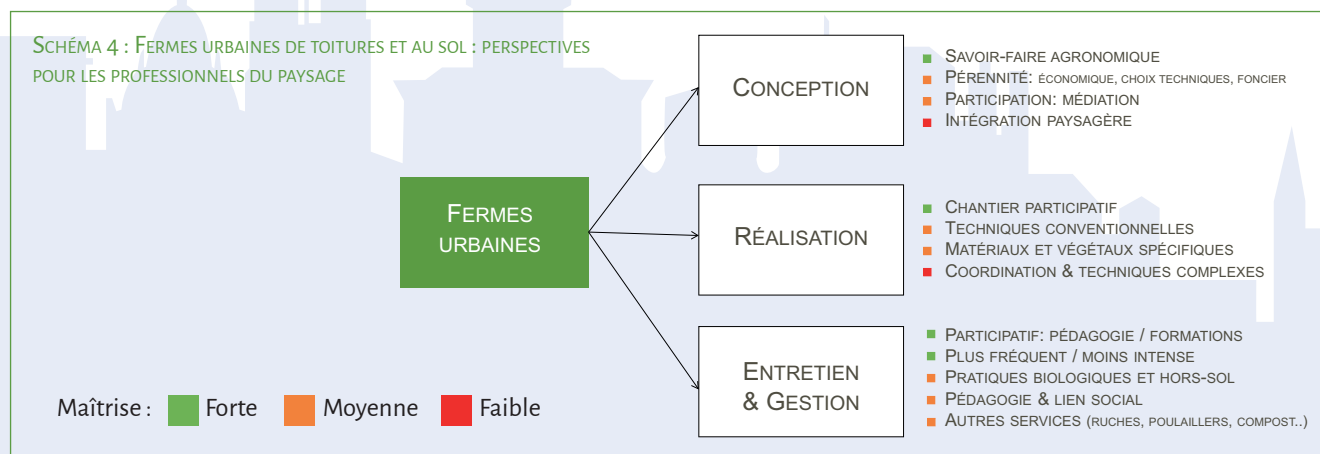 Schéma 4 : Fermes urbaines de toitures et au sol : perspectives
pour les professionnels du paysage
Fermes
urbaines
Conception
Savoir-faire agronomique
Pérennité: économique, choix techniques, foncier
Participation: médiation
Intégration paysagère
Réalisation
Chantier participatif
Techniques conventionnelles
Matériaux et végétaux spécifiques
Coordination & techniques complexes
Entretien
& Gestion
Participatif: pédagogie / formations
Plus fréquent / moins intense
Pratiques biologiques et hors-sol
Pédagogie & lien social
Autres services (ruches, poulaillers, compost..)
Maîtrise : Forte Moyenne Faible